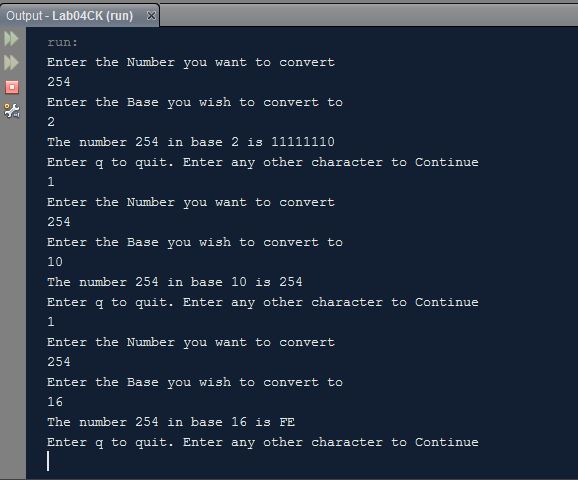 Output - Lab04CK (run)
run:
Enter the Number you want to convert
254
Enter the Base you wish to convert to
2
The number 254 in base 2 is 11111110
Enter q to quit. Enter any other character to Continue
1
Enter the Number you want to convert
254
Enter the Base you wish to convert to
10
The number 254 in base 10 is 254
Enter q to quit. Enter any other character to Continue
1
Enter the Number you want to convert
254
Enter the Base you wish to convert to
16
The number 254 in base 16 is FE
Enter q to quit. Enter any other character to Continue